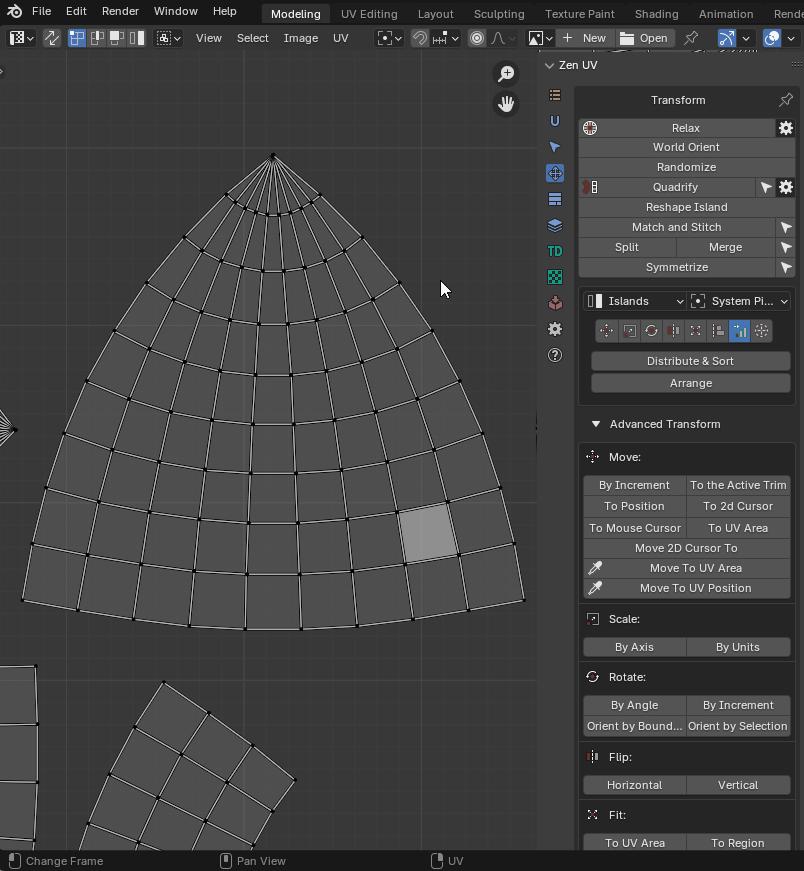 File Edit Render Window Help Modeling UV Editing Layout Sculpting Texture Paint Shading Animation
View Select Image UV New Open
Zen UV
Transform
Relax
World Orient
Randomize
Quadrify
Reshape Island
Match and Stitch
Split Merge
Symmetrize
Islands System Pi...
Distribute & Sort
Arrange
Advanced Transform
Move:
By Increment To the Active Trim
To Position To 2d Cursor
To Mouse Cursor To UV Area
Move 2D Cursor To
Move To UV Area
Move To UV Position
Scale:
By Axis By Units
Rotate:
By Angle By Increment
Orient by Bound... Orient by Selection
Flip:
Horizontal Vertical
Fit:
To UV Area To Region
Change Frame Pan View UV
U
TD